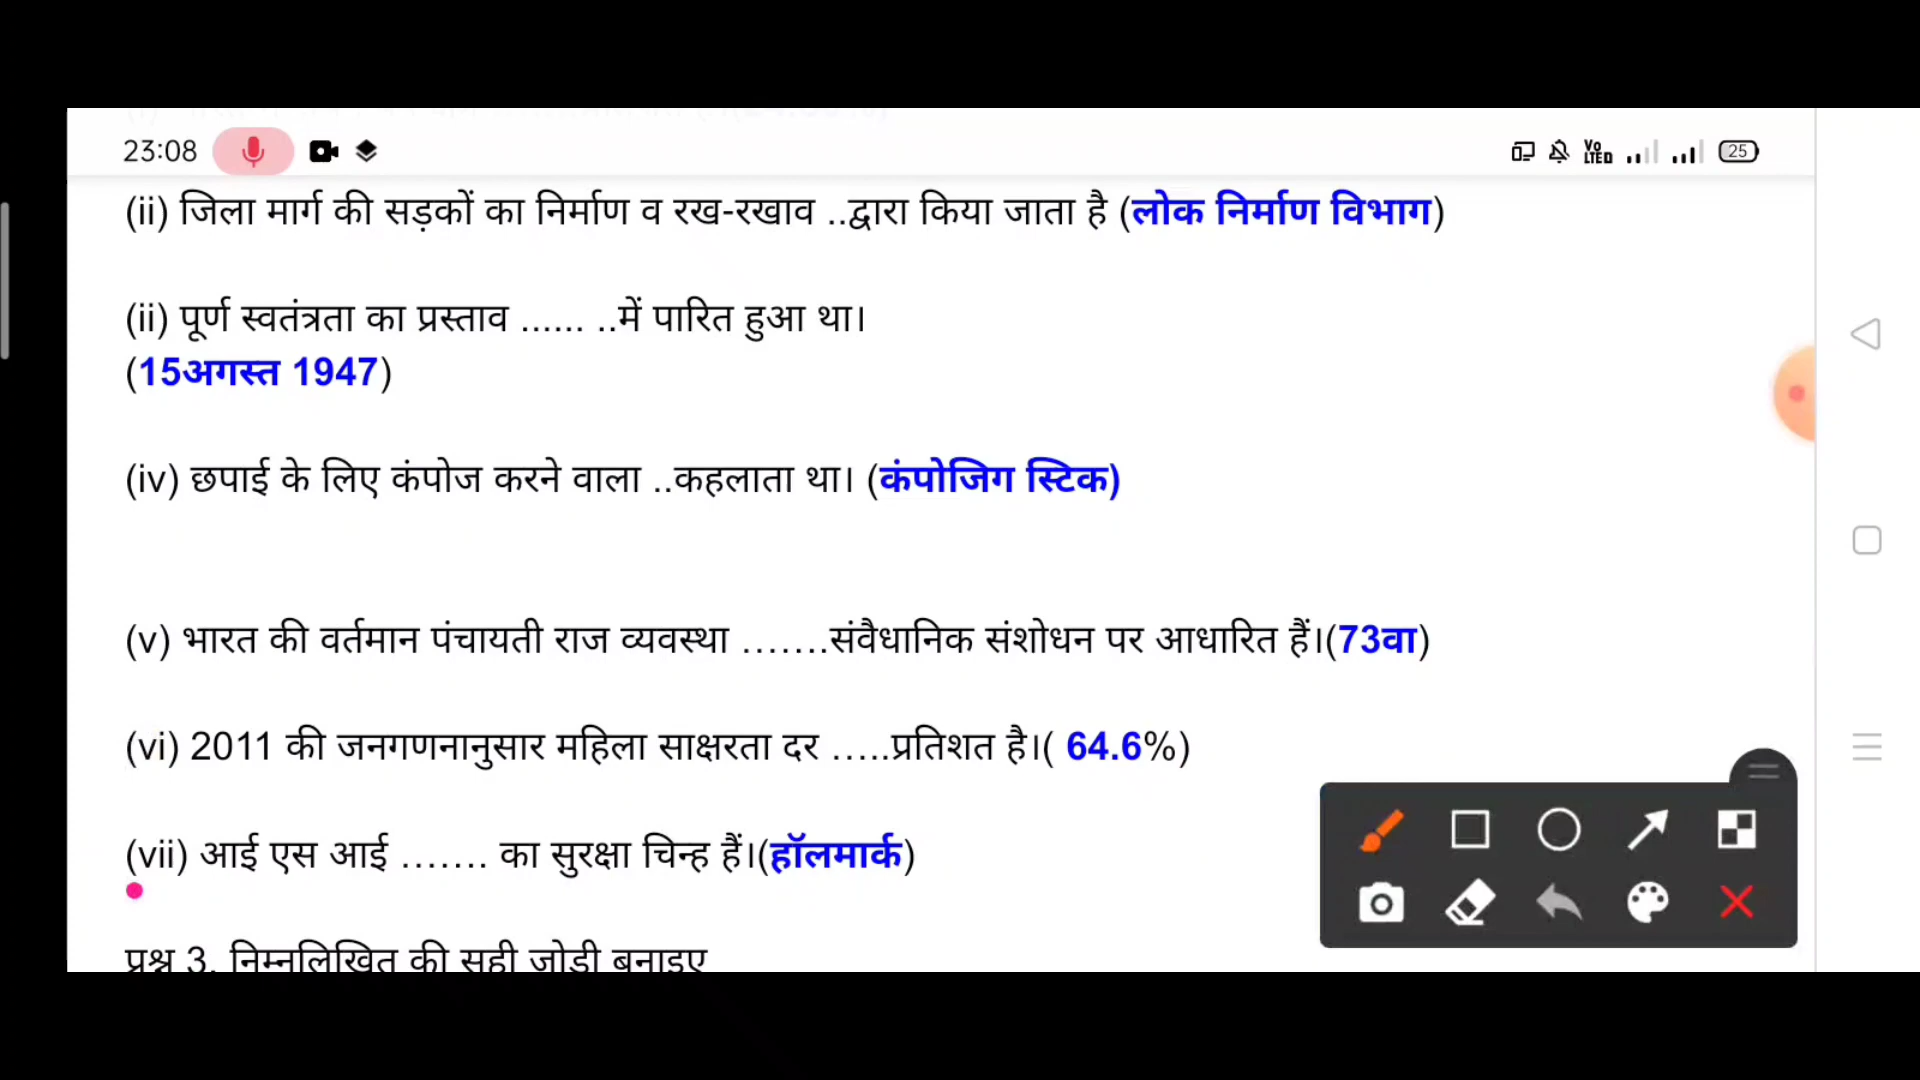 23:08
VoLTED 25
(ii) जिला मार्ग की सड़कों का निर्माण व रख-रखाव ..द्वारा किया जाता है (लोक निर्माण विभाग)
(ii) पूर्ण स्वतंत्रता का प्रस्ताव ...... ..में पारित हुआ था।
(15अगस्त 1947)
(iv) छपाई के लिए कंपोज करने वाला ..कहलाता था। (कंपोजिग स्टिक)
(v) भारत की वर्तमान पंचायती राज व्यवस्था .......संवैधानिक संशोधन पर आधारित हैं।(73वा)
(vi) 2011 की जनगणनानुसार महिला साक्षरता दर .....प्रतिशत है।( 64.6%)
(vii) आई एस आई ....... का सुरक्षा चिन्ह हैं।(हॉलमार्क)
प्रश्न 3. निम्नलिखित की सही जोडी बनाइए